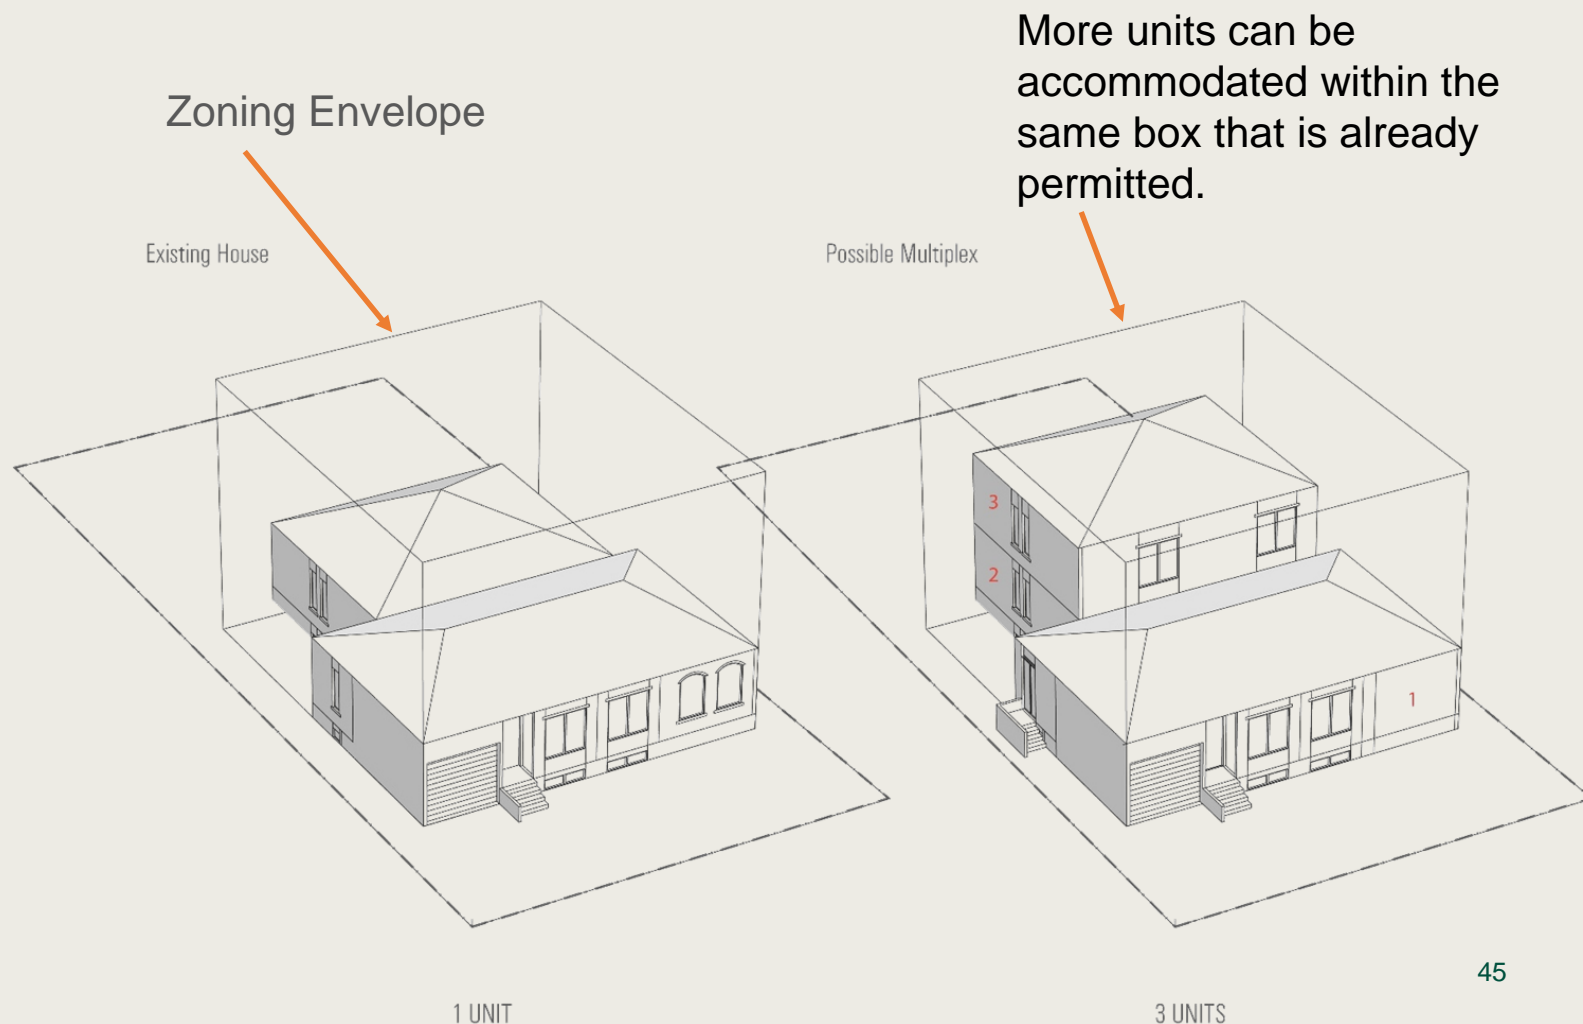 Zoning Envelope
More units can be
accommodated within the
same box that is already
permitted.
Existing House
Possible Multiplex
3
2
1
45
1 UNIT
3 UNITS